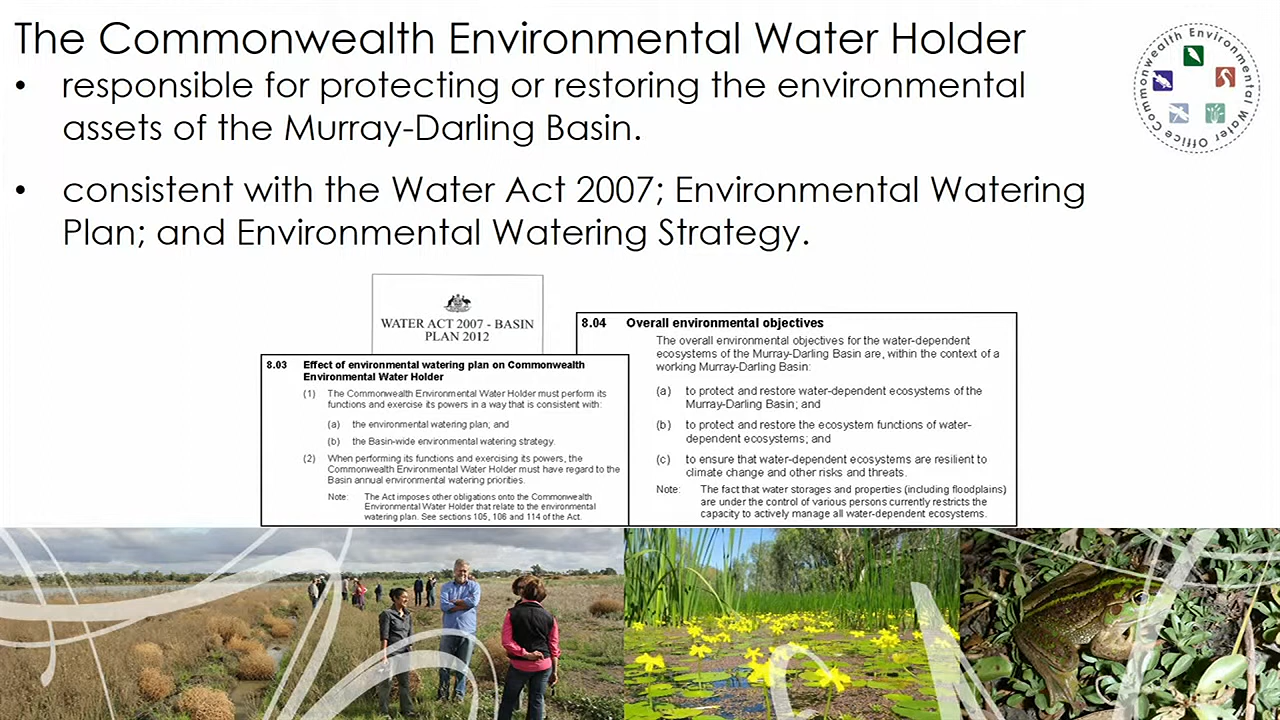 The Commonwealth Environmental Water Holder
• responsible for protecting or restoring the environmental
assets of the Murray-Darling Basin.
• consistent with the Water Act 2007; Environmental Watering
Plan; and Environmental Watering Strategy.
Commonwealth Environmental Water Office
WATER ACT 2007 - BASIN
PLAN 2012
8.03 Effect of environmental watering plan on Commonwealth
Environmental Water Holder
(1) The Commonwealth Environmental Water Holder must perform its
functions and exercise its powers in a way that is consistent with:
(a) the environmental watering plan; and
(b) the Basin-wide environmental watering strategy.
(2) When performing its functions and exercising its powers, the
Commonwealth Environmental Water Holder must have regard to the
Basin annual environmental watering priorities.
Note: The Act imposes other obligations onto the Commonwealth
Environmental Water Holder that relate to the environmental
watering plan. See sections 105, 106 and 114 of the Act.
8.04 Overall environmental objectives
The overall environmental objectives for the water-dependent
ecosystems of the Murray-Darling Basin are, within the context of a
working Murray-Darling Basin:
(a) to protect and restore water-dependent ecosystems of the
Murray-Darling Basin; and
(b) to protect and restore the ecosystem functions of water-
dependent ecosystems; and
(c) to ensure that water-dependent ecosystems are resilient to
climate change and other risks and threats.
Note: The fact that water storages and properties (including floodplains)
are under the control of various persons currently restricts the
capacity to actively manage all water-dependent ecosystems.